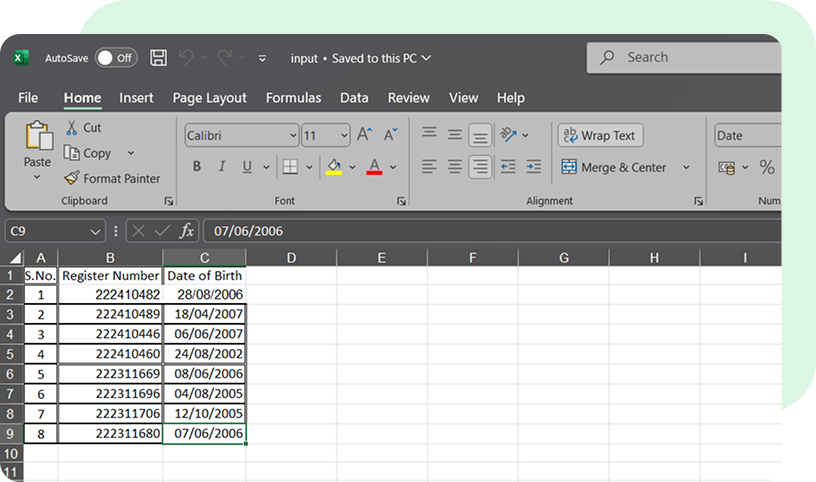 AutoSave Off input • Saved to this PC Search
File Home Insert Page Layout Formulas Data Review View Help
Paste Cut Calibri 11 A A ab Wrap Text Date
Copy B I U A Merge & Center %
Format Painter
Clipboard Font Alignment Num
C9 fx 07/06/2006
A B C D E F G H I
1 S.No. Register Number Date of Birth
2 1 222410482 28/08/2006
3 2 222410489 18/04/2007
4 3 222410446 06/06/2007
5 4 222410460 24/08/2002
6 5 222311669 08/06/2006
7 6 222311696 04/08/2005
8 7 222311706 12/10/2005
9 8 222311680 07/06/2006
10
11